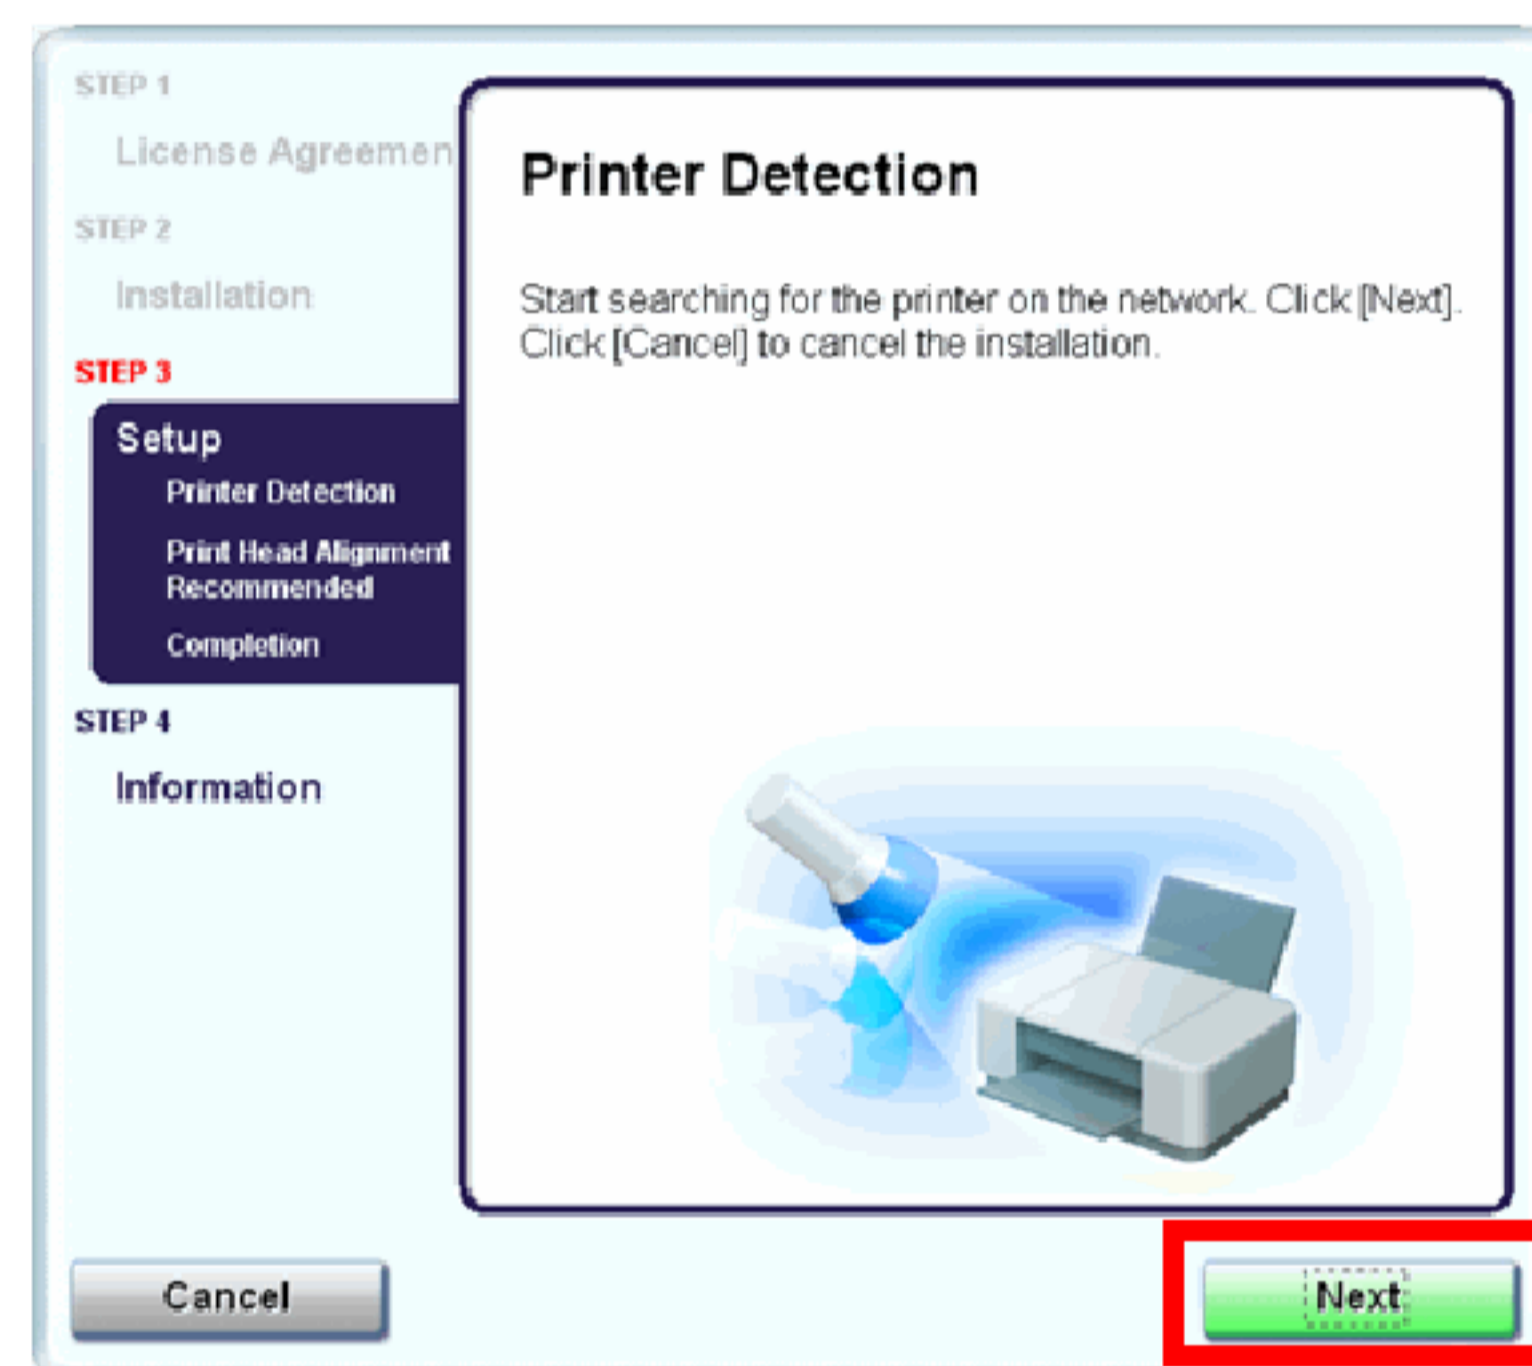 STEP 1
License Agreemen
STEP 2
Installation
STEP 3
Setup
Printer Detection
Print Head Alignment
Recommended
Completion
STEP 4
Information
Printer Detection
Start searching for the printer on the network. Click [Next].
Click [Cancel] to cancel the installation.
Cancel
Next